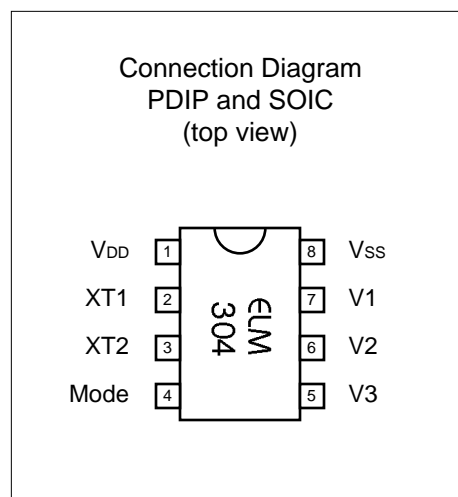 Connection Diagram
PDIP and SOIC
(top view)
VDD 1 8 VSS
XT1 2 7 V1
XT2 3 6 V2
Mode 4 5 V3
ELM
304